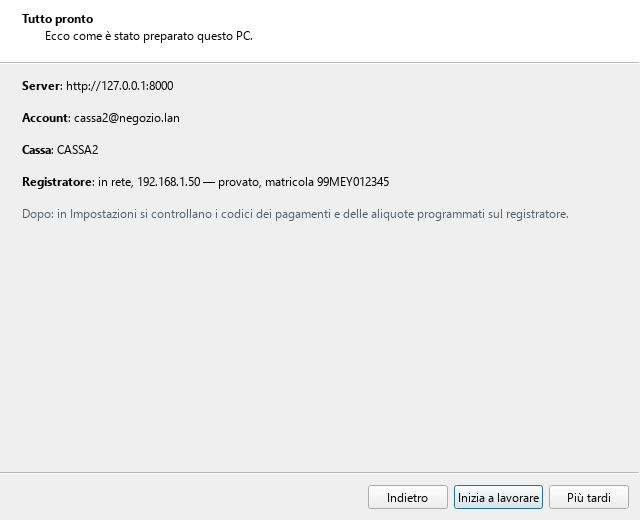 Tutto pronto
Ecco come è stato preparato questo PC.
Server: http://127.0.0.1:8000
Account: cassa2@negozio.lan
Cassa: CASSA2
Registratore: in rete, 192.168.1.50 — provato, matricola 99MEY012345
Dopo: in Impostazioni si controllano i codici dei pagamenti e delle aliquote programmati sul registratore.
Indietro
Inizia a lavorare
Più tardi